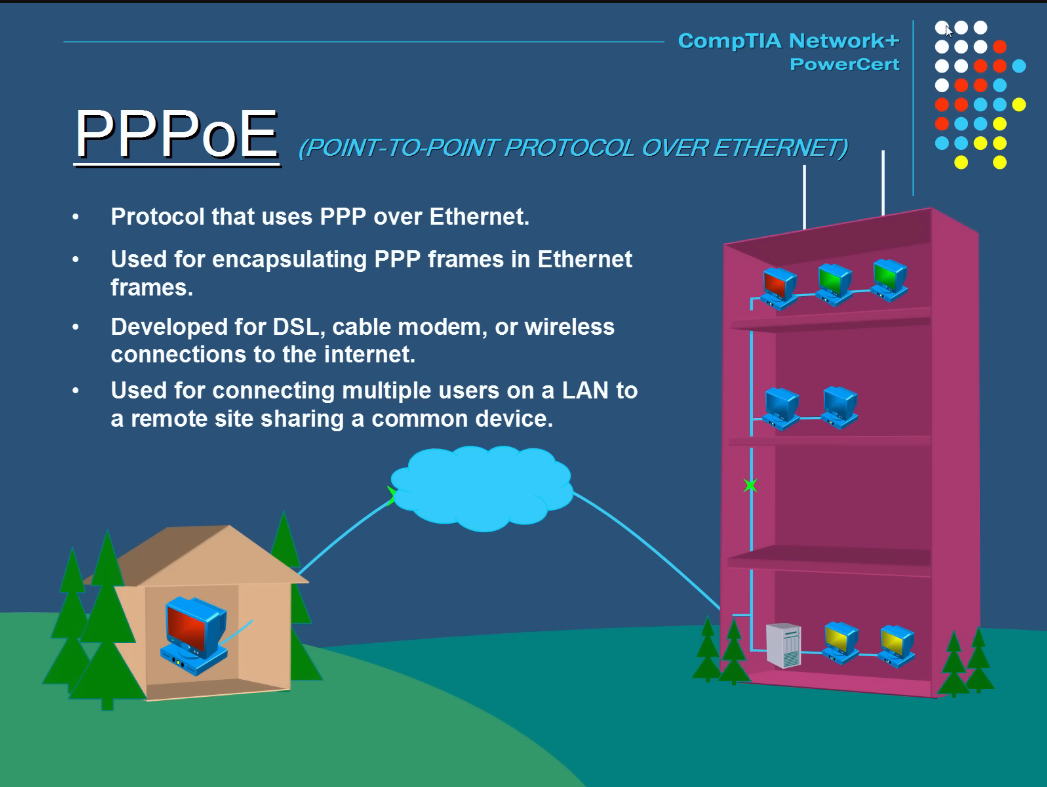 CompTIA Network+
PowerCert
PPPoE (POINT-TO-POINT PROTOCOL OVER ETHERNET)
• Protocol that uses PPP over Ethernet.
• Used for encapsulating PPP frames in Ethernet
frames.
• Developed for DSL, cable modem, or wireless
connections to the internet.
• Used for connecting multiple users on a LAN to
a remote site sharing a common device.